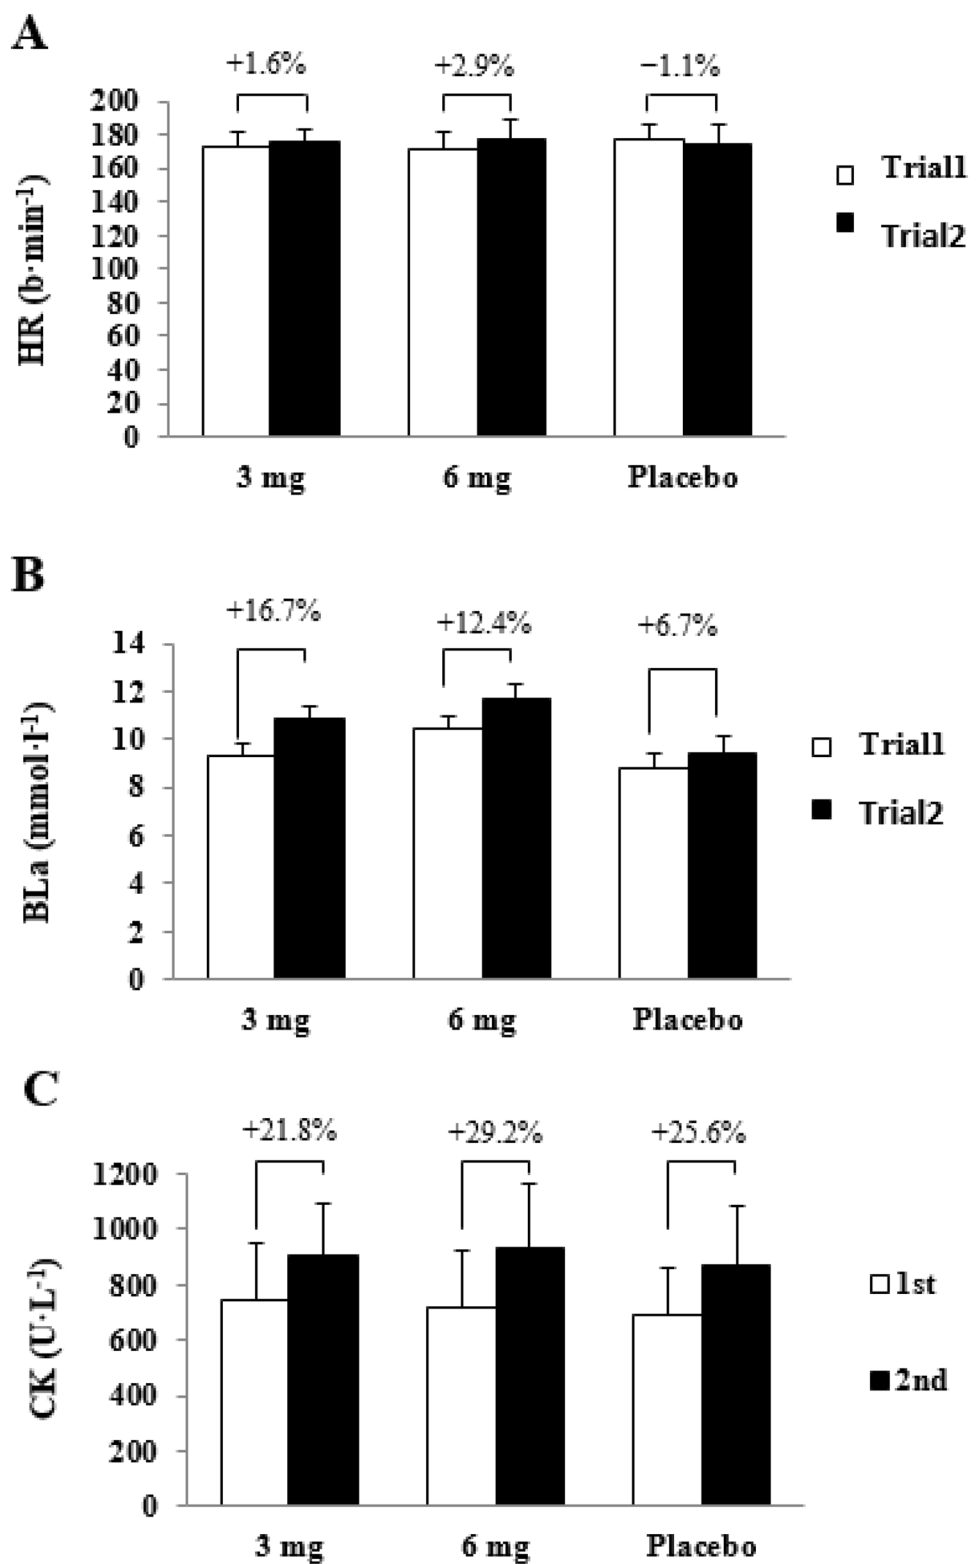 A
+1.6% +2.9% −1.1%
200
180
160
140
120
100
80
60
40
20
0
HR (b·min-1)
3 mg 6 mg Placebo
Trial1
Trial2
B
+16.7% +12.4% +6.7%
14
12
10
8
6
4
2
0
BLa (mmol·l-1)
3 mg 6 mg Placebo
Trial1
Trial2
C
+21.8% +29.2% +25.6%
1200
1000
800
600
400
200
0
CK (U·L-1)
3 mg 6 mg Placebo
1st
2nd